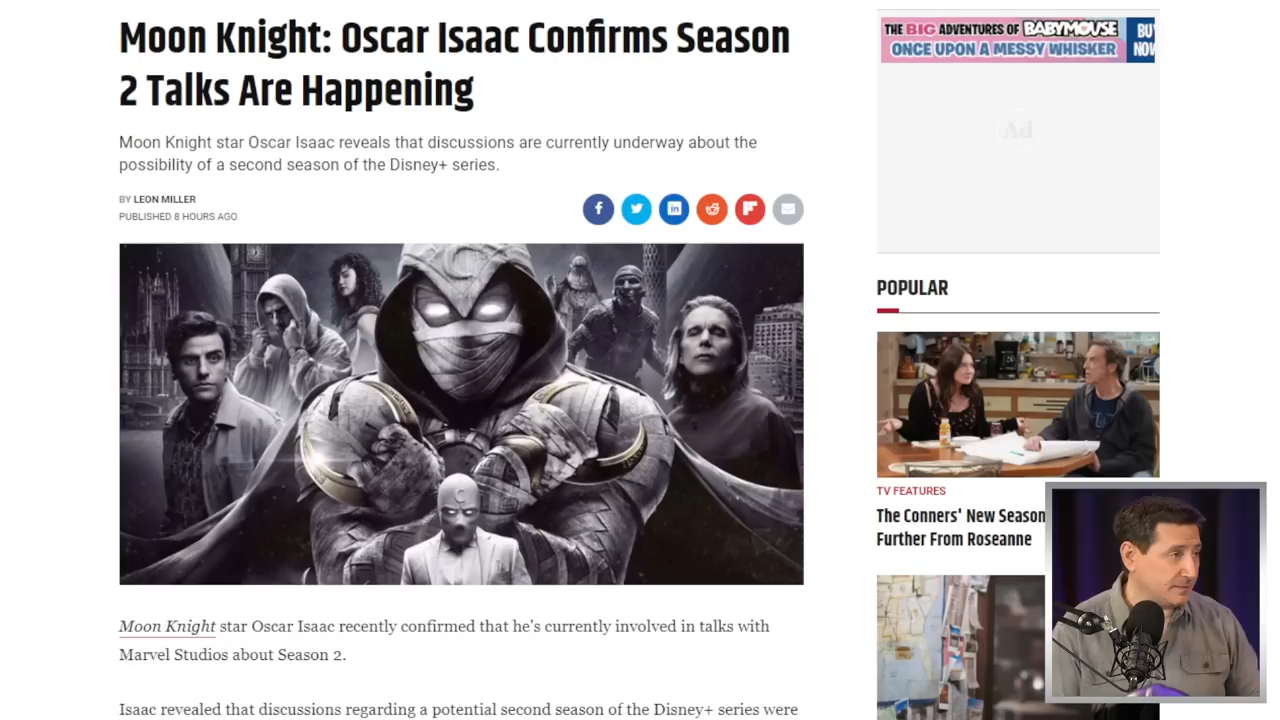 Moon Knight: Oscar Isaac Confirms Season
2 Talks Are Happening
Moon Knight star Oscar Isaac reveals that discussions are currently underway about the
possibility of a second season of the Disney+ series.
BY LEON MILLER
PUBLISHED 8 HOURS AGO
Moon Knight star Oscar Isaac recently confirmed that he's currently involved in talks with
Marvel Studios about Season 2.
Isaac revealed that discussions regarding a potential second season of the Disney+ series were
THE BIG ADVENTURES OF BABYMOUSE
ONCE UPON A MESSY WHISKER
BUY
NOW
Ad
POPULAR
TV FEATURES
The Conners' New Season
Further From Roseanne